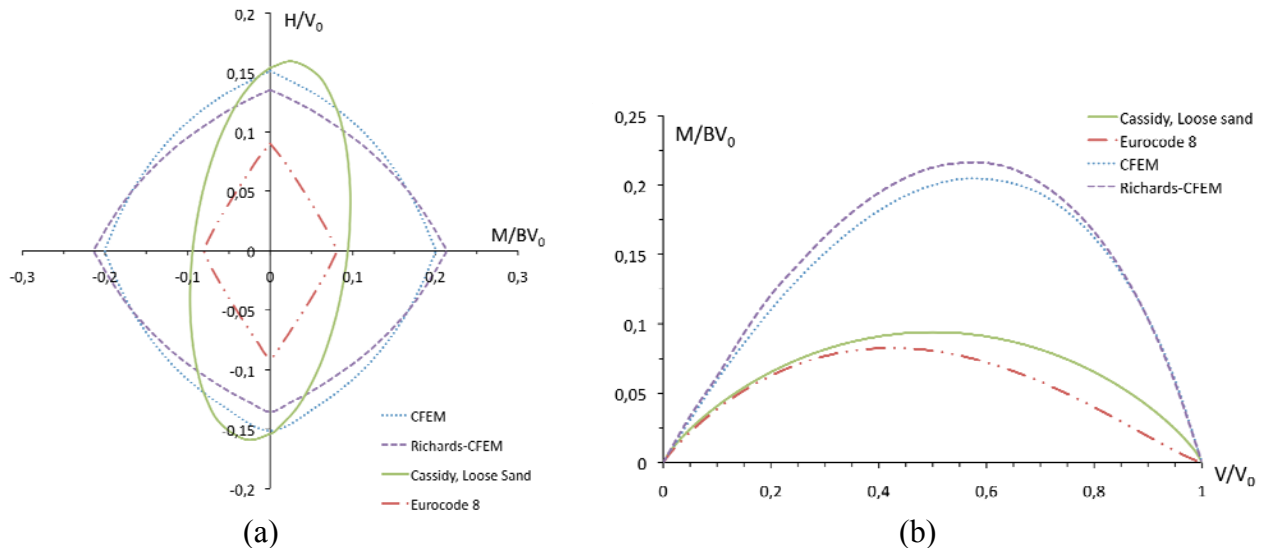 H/V0
0,2
0,15
0,1
0,05
0
-0,05
-0,1
-0,15
-0,2
M/BV0
-0,3
-0,2
-0,1
0
0,1
0,2
0,3
CFEM
Richards-CFEM
Cassidy, Loose Sand
Eurocode 8
(a)
M/BV0
0,25
0,2
0,15
0,1
0,05
0
0
0,2
0,4
0,6
0,8
1
V/V0
Cassidy, Loose sand
Eurocode 8
CFEM
Richards-CFEM
(b)